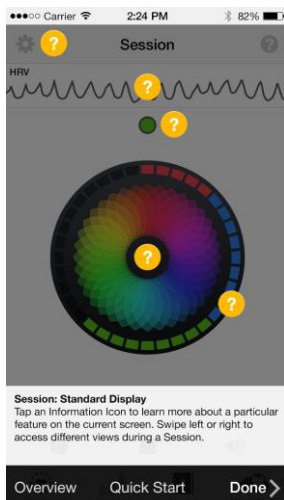 Carrier 2:24 PM 82%
? Session ?
HRV
?
?
?
?
Session: Standard Display
Tap an Information Icon to learn more about a particular
feature on the current screen. Swipe left or right to
access different views during a Session.
Overview Quick Start Done